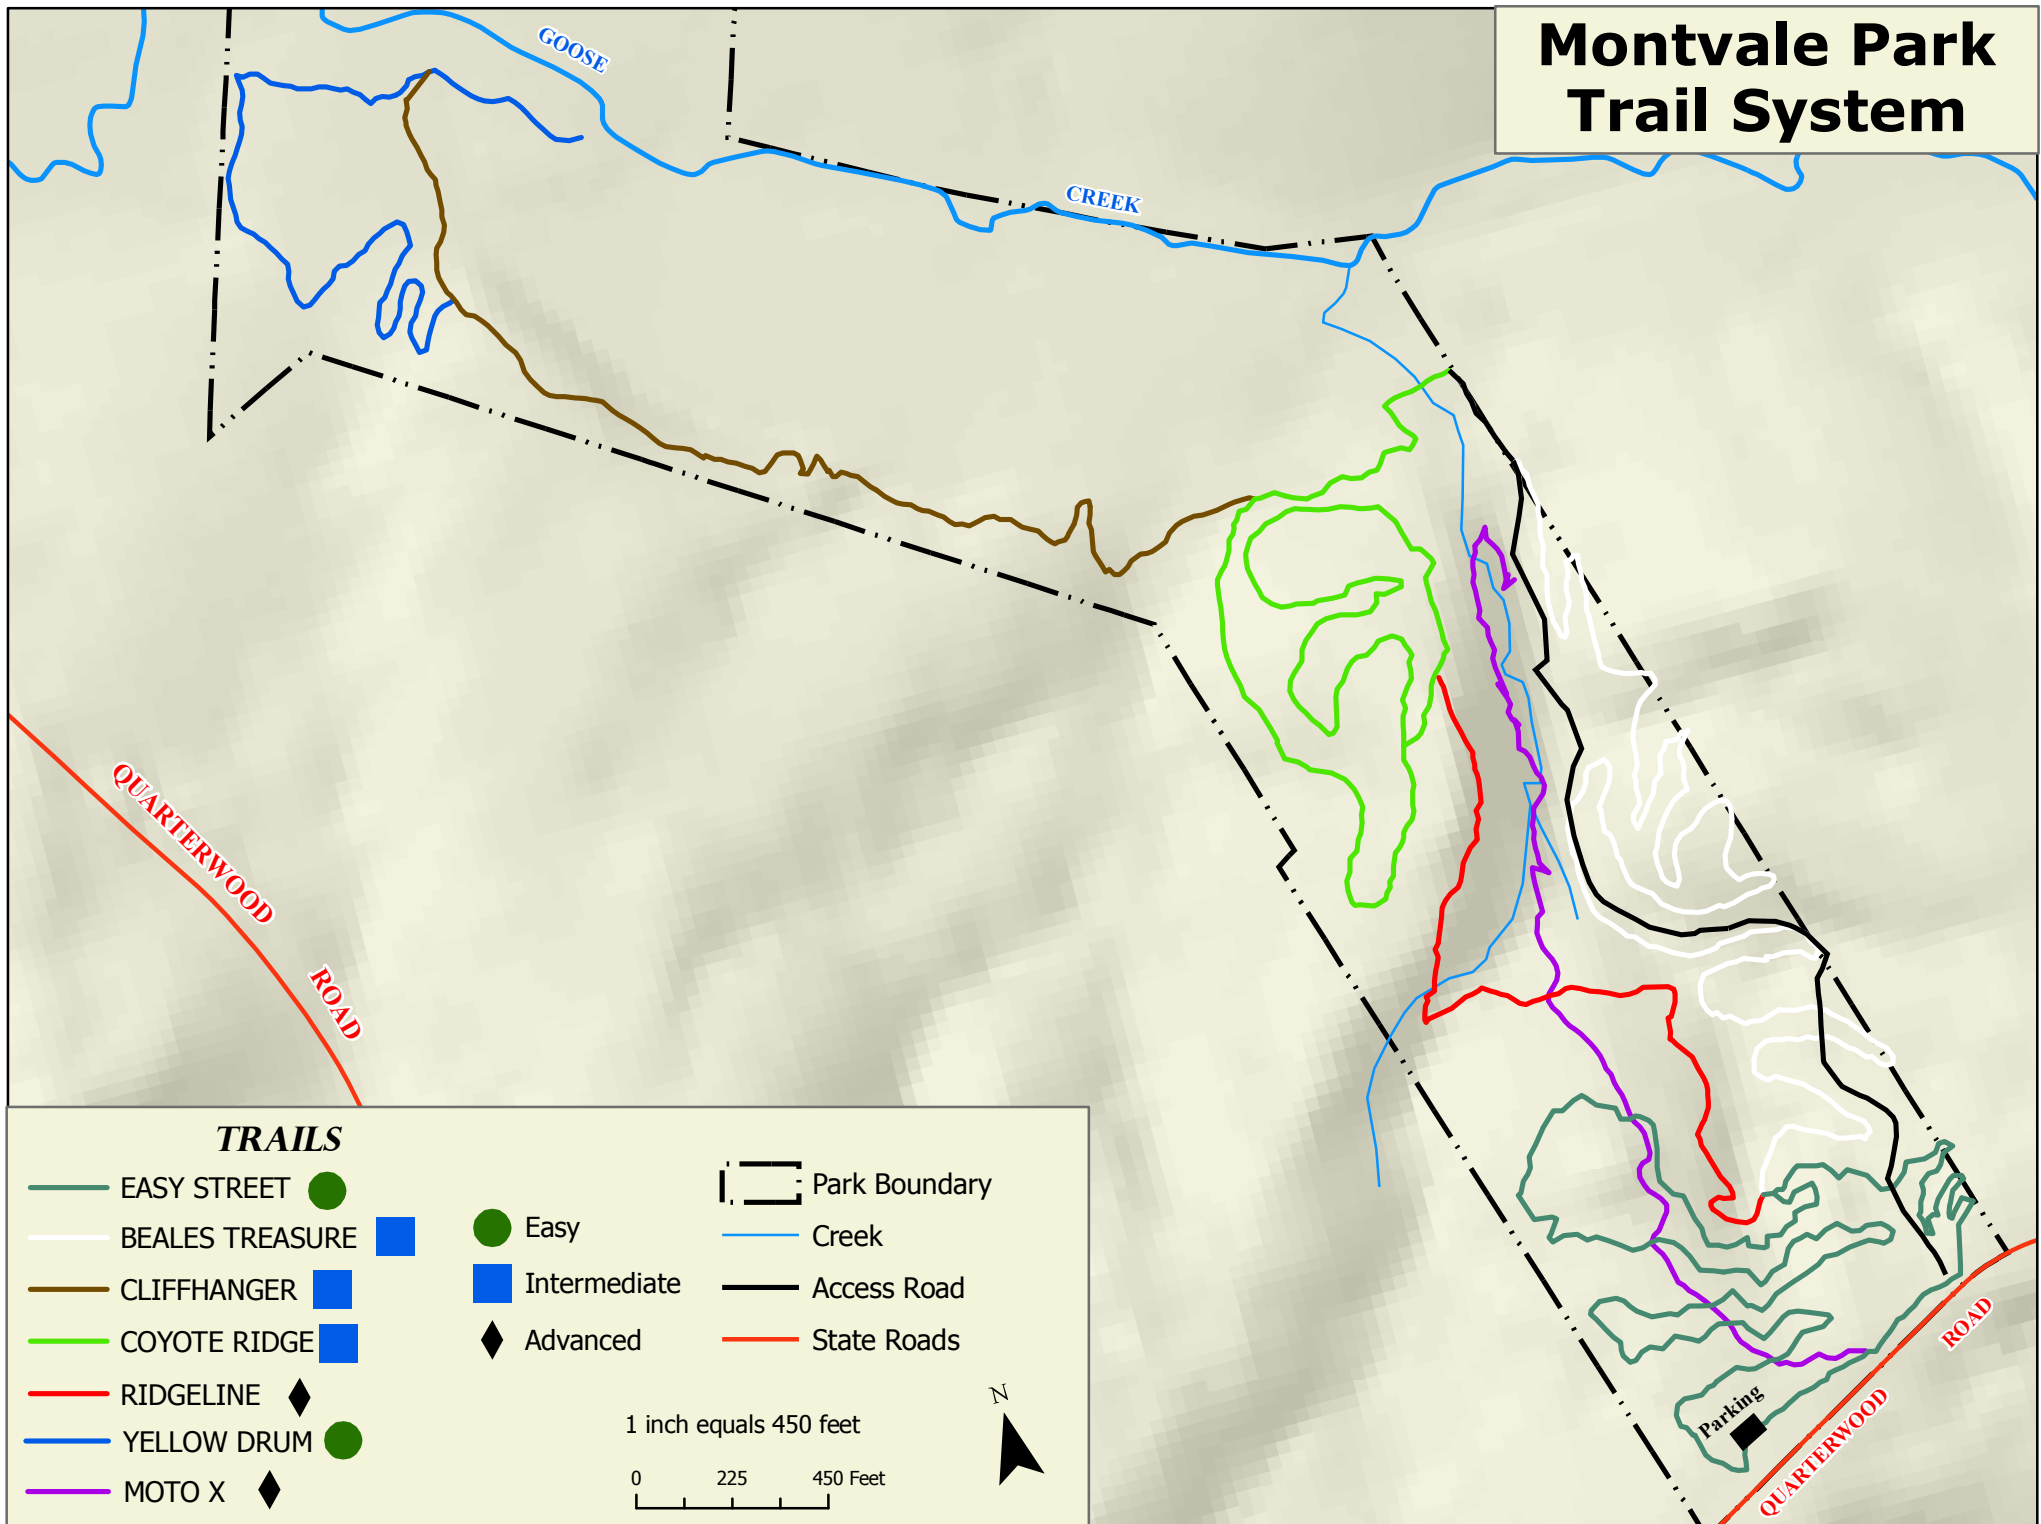 Montvale Park
Trail System
GOOSE
CREEK
QUARTERWOOD
ROAD
TRAILS
EASY STREET
BEALES TREASURE
CLIFFHANGER
COYOTE RIDGE
RIDGELINE
YELLOW DRUM
MOTO X
Easy
Intermediate
Advanced
Park Boundary
Creek
Access Road
State Roads
1 inch equals 450 feet
0 225 450 Feet
N
Parking
QUARTERWOOD
ROAD